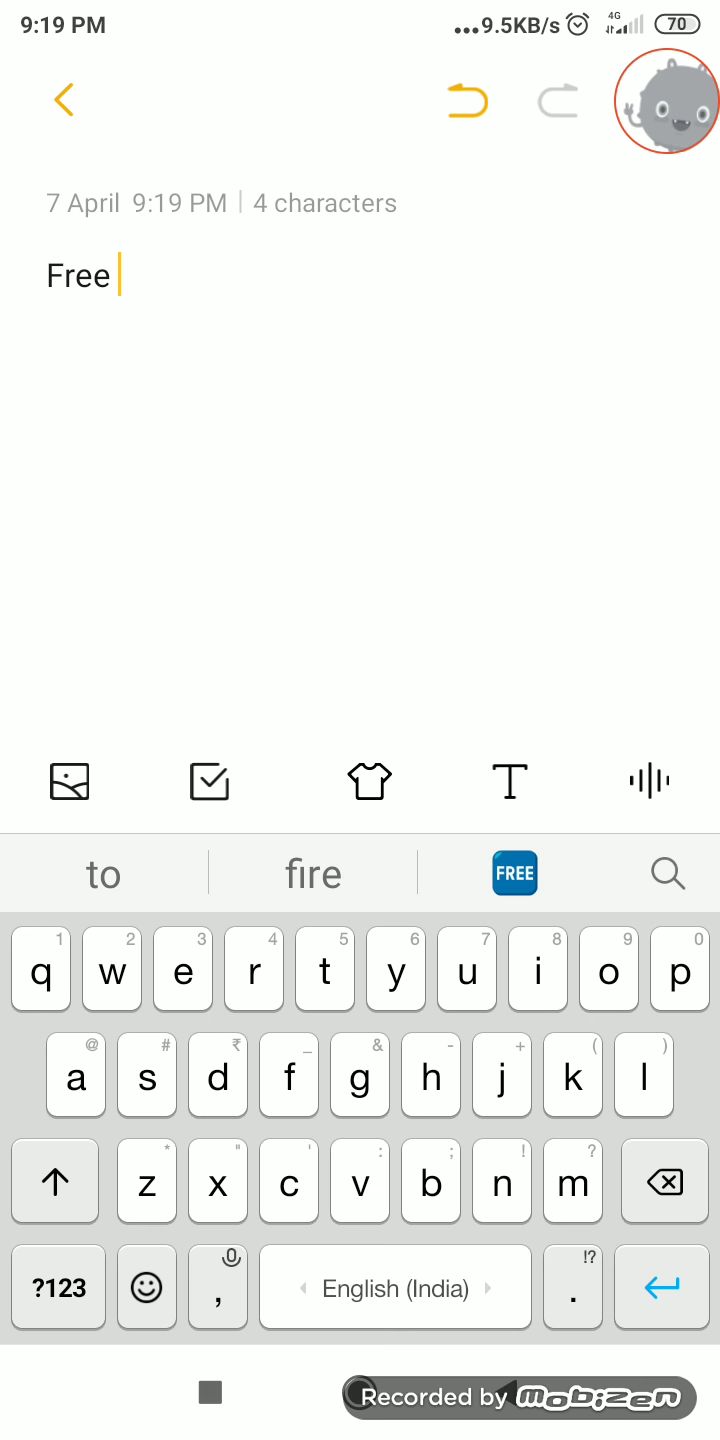 9:19 PM ...9.5KB/s 4G 70
7 April 9:19 PM | 4 characters
Free
T
to fire FREE
1 2 3 4 5 6 7 8 9 0
q w e r t y u i o p
@ # ₹ _ & - + ( )
a s d f g h j k l
* " ' : ; ! ?
z x c v b n m
!?
?123 , English (India) .
Recorded by mobizen